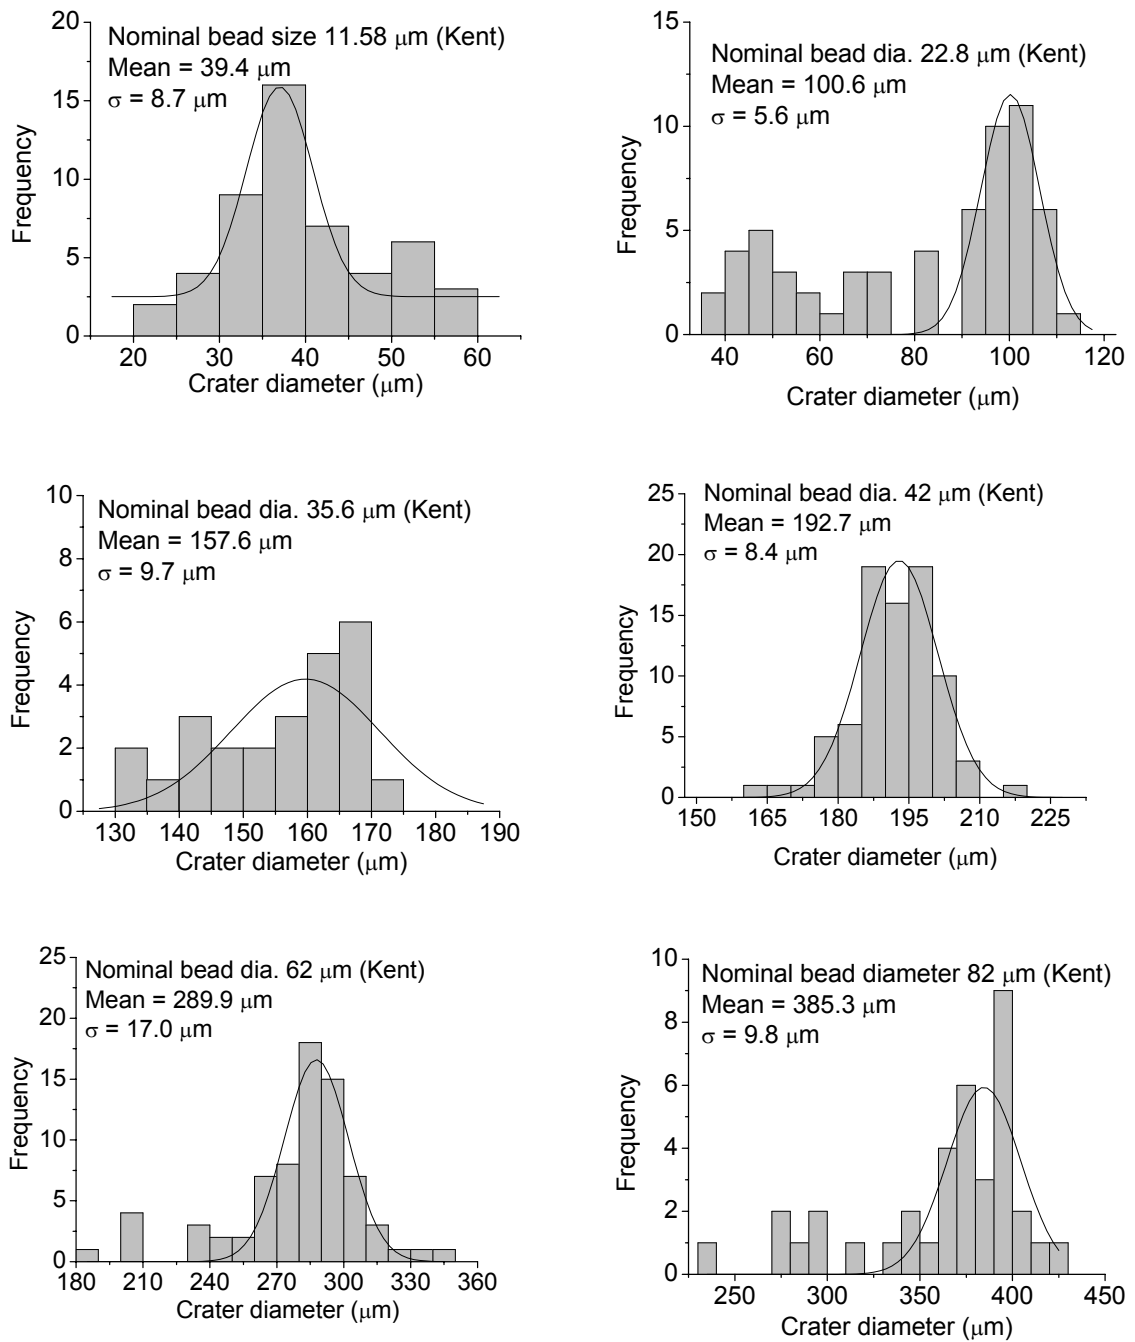 20
15
10
5
0
Frequency
Nominal bead size 11.58 μm (Kent)
Mean = 39.4 μm
σ = 8.7 μm
20 30 40 50 60
Crater diameter (μm)
15
10
5
0
Frequency
Nominal bead dia. 22.8 μm (Kent)
Mean = 100.6 μm
σ = 5.6 μm
40 60 80 100 120
Crater diameter (μm)
10
8
6
4
2
0
Frequency
Nominal bead dia. 35.6 μm (Kent)
Mean = 157.6 μm
σ = 9.7 μm
130 140 150 160 170 180 190
Crater diameter (μm)
25
20
15
10
5
0
Frequency
Nominal bead dia. 42 μm (Kent)
Mean = 192.7 μm
σ = 8.4 μm
150 165 180 195 210 225
Crater diameter (μm)
25
20
15
10
5
0
Frequency
Nominal bead dia. 62 μm (Kent)
Mean = 289.9 μm
σ = 17.0 μm
180 210 240 270 300 330 360
Crater diameter (μm)
10
8
6
4
2
0
Frequency
Nominal bead diameter 82 μm (Kent)
Mean = 385.3 μm
σ = 9.8 μm
250 300 350 400 450
Crater diameter (μm)